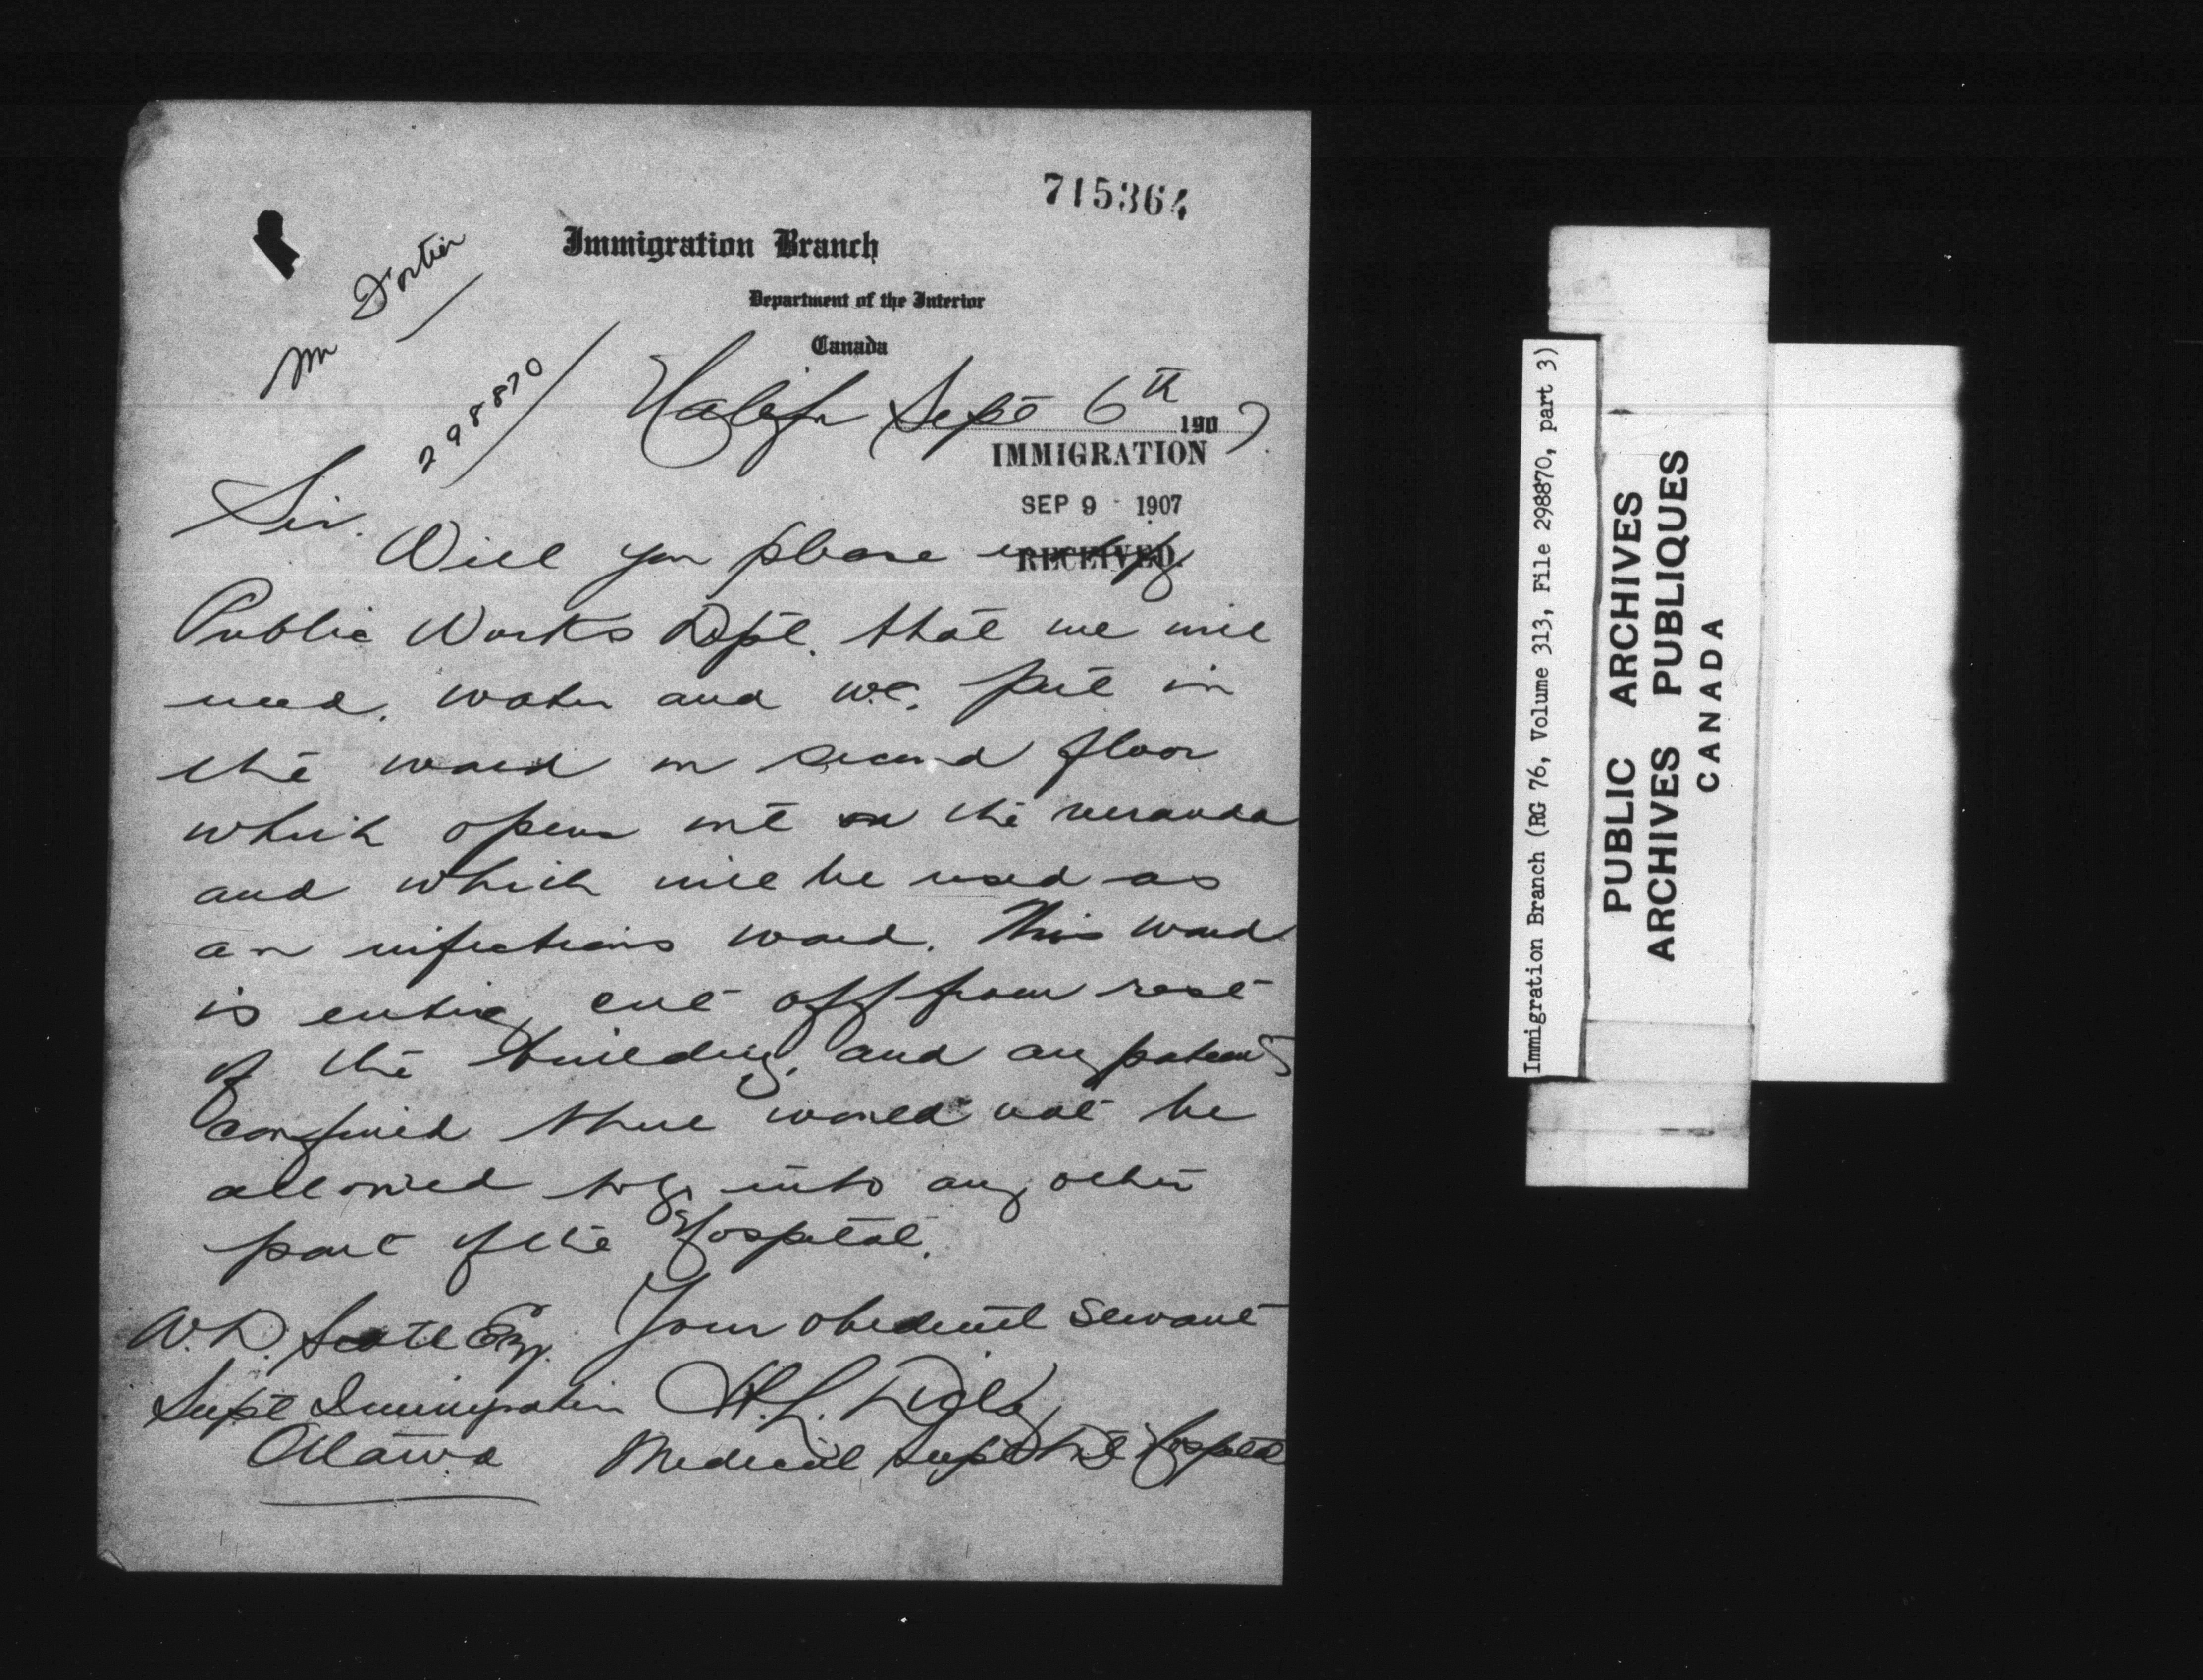 715364
Immigration Branch
Department of the Interior
Canada
Mr Fortier
298870
Halifax Sept 6th 1907
IMMIGRATION
SEP 9 - 1907
RECEIVED.
Sir.
Will you please notify
Public Works Dpt. that we will
need. water and W.C. put in
the ward on second floor
which opens out on the veranda
and which will be used as
an infectious ward. This ward
is entirely cut off from rest
of the building, and any patients
confined there would not be
allowed to go into any other
part of the Hospital.
Your obedient Servant
W.D. Scott Esq.
Supt Immigration
Ottawa
Medical Supt Hospital
Immigration Branch (RG 76, Volume 313, File 298870, part 3)
PUBLIC ARCHIVES
ARCHIVES PUBLIQUES
CANADA